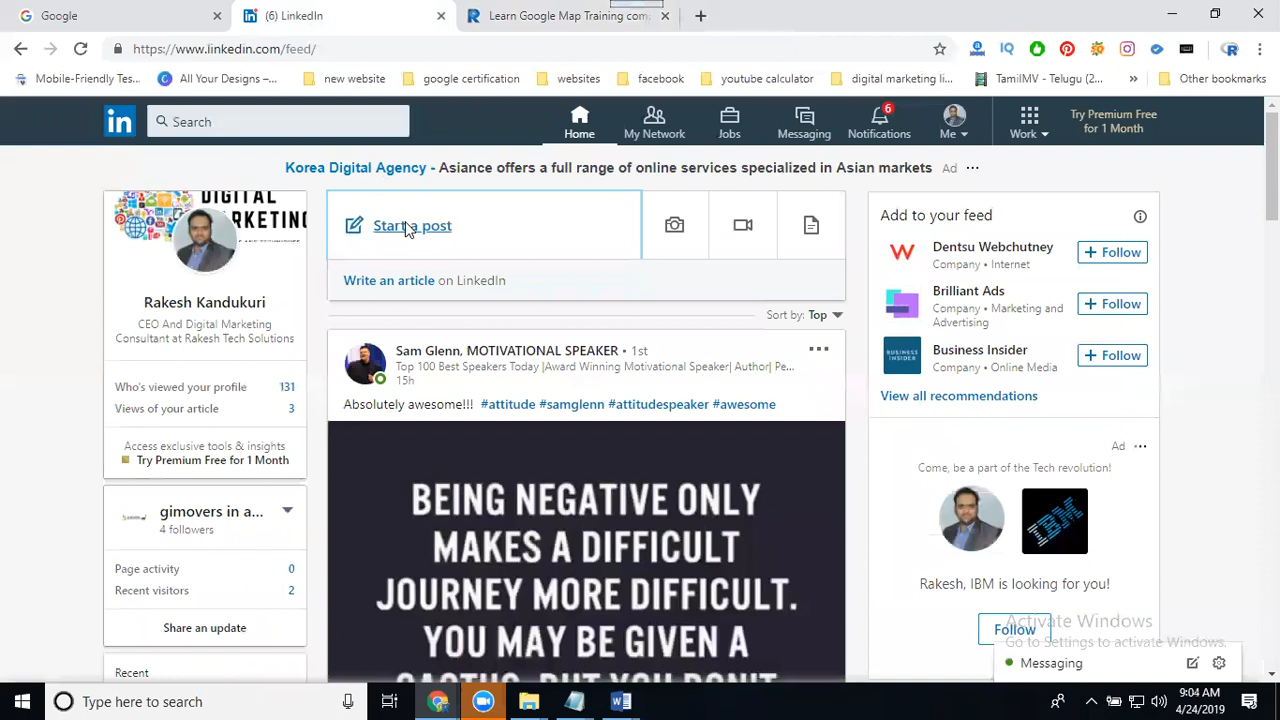 Google
(6) LinkedIn
Learn Google Map Training com
https://www.linkedin.com/feed/
Mobile-Friendly Tes...
All Your Designs –...
new website
google certification
websites
facebook
youtube calculator
digital marketing li...
TamilMV - Telugu (2...
»
Other bookmarks
in
Search
Home
My Network
Jobs
Messaging
6
Notifications
Me
Work
Try Premium Free
for 1 Month
Korea Digital Agency - Asiance offers a full range of online services specialized in Asian markets
Ad
DIGITAL
Start a post
Write an article on LinkedIn
Sort by: Top
Rakesh Kandukuri
CEO And Digital Marketing
Consultant at Rakesh Tech Solutions
Who's viewed your profile 131
Views of your article 3
Access exclusive tools & insights
Try Premium Free for 1 Month
gimovers in a...
4 followers
Page activity 0
Recent visitors 2
Share an update
Recent
Sam Glenn, MOTIVATIONAL SPEAKER • 1st
Top 100 Best Speakers Today |Award Winning Motivational Speaker| Author| Pe...
15h
Absolutely awesome!!! #attitude #samglenn #attitudespeaker #awesome
BEING NEGATIVE ONLY
MAKES A DIFFICULT
JOURNEY MORE DIFFICULT.
YOU MAY BE GIVEN A
CACTUS, BUT YOU DON'T
Add to your feed
Dentsu Webchutney
Company • Internet
+ Follow
Brilliant Ads
Company • Marketing and
Advertising
+ Follow
BUSINESS
INSIDER
Business Insider
Company • Online Media
+ Follow
View all recommendations
Ad
Come, be a part of the Tech revolution!
IBM
Rakesh, IBM is looking for you!
Follow
Activate Windows
Go to Settings to activate Windows.
Messaging
Type here to search
9:04 AM
4/24/2019